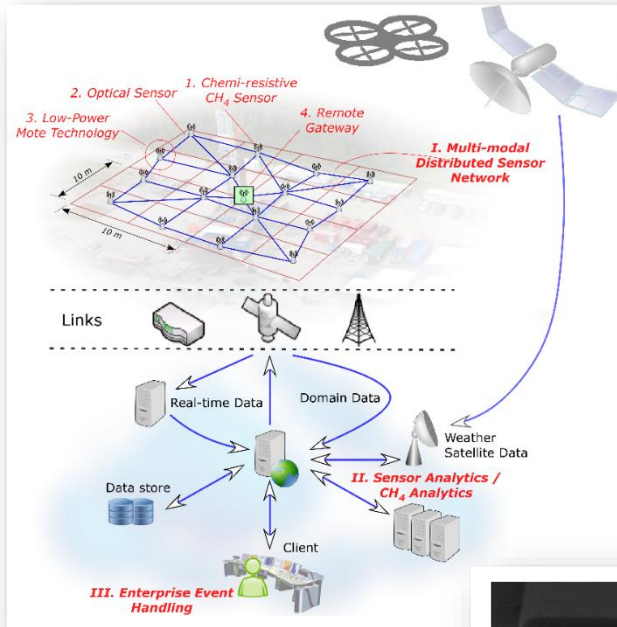 1. Chemi-resistive
CH₄ Sensor
2. Optical Sensor
3. Low-Power
Mote Technology
4. Remote
Gateway
I. Multi-modal
Distributed Sensor
Network
10 m
10 m
Links
Real-time Data
Domain Data
Weather
Satellite Data
II. Sensor Analytics /
CH₄ Analytics
Data store
Client
III. Enterprise Event
Handling